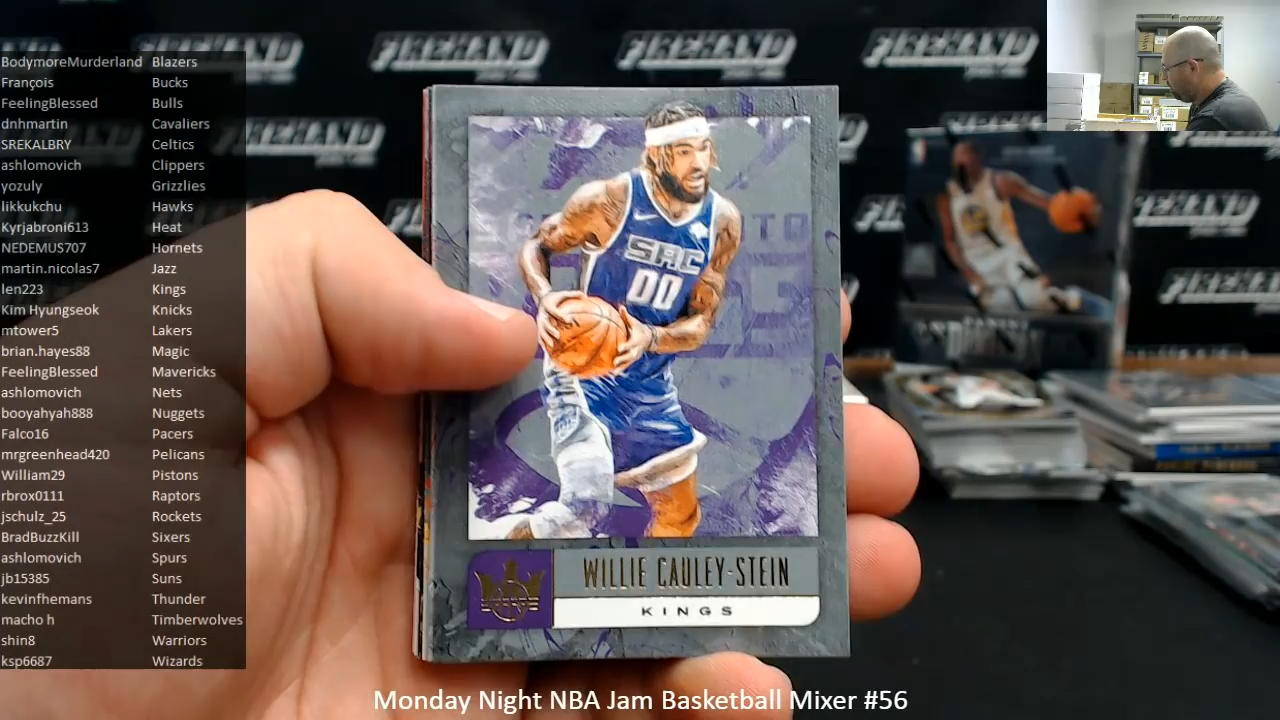 FIREHAND FIREHAND FIREHAND FIREHAND
BodymoreMurderland Blazers
François Bucks
FeelingBlessed Bulls
dnhmartin Cavaliers
SREKALBRY Celtics
ashlomovich Clippers
yozuly Grizzlies
likkukchu Hawks
Kyrjabroni613 Heat
NEDEMUS707 Hornets
martin.nicolas7 Jazz
len223 Kings
Kim Hyungseok Knicks
mtower5 Lakers
brian.hayes88 Magic
FeelingBlessed Mavericks
ashlomovich Nets
booyahyah888 Nuggets
Falco16 Pacers
mrgreenhead420 Pelicans
William29 Pistons
rbrox0111 Raptors
jschulz_25 Rockets
BradBuzzKill Sixers
ashlomovich Spurs
jb15385 Suns
kevinfhemans Thunder
macho h Timberwolves
shin8 Warriors
ksp6687 Wizards
SAC
00
WILLIE CAULEY-STEIN
KINGS
Monday Night NBA Jam Basketball Mixer #56